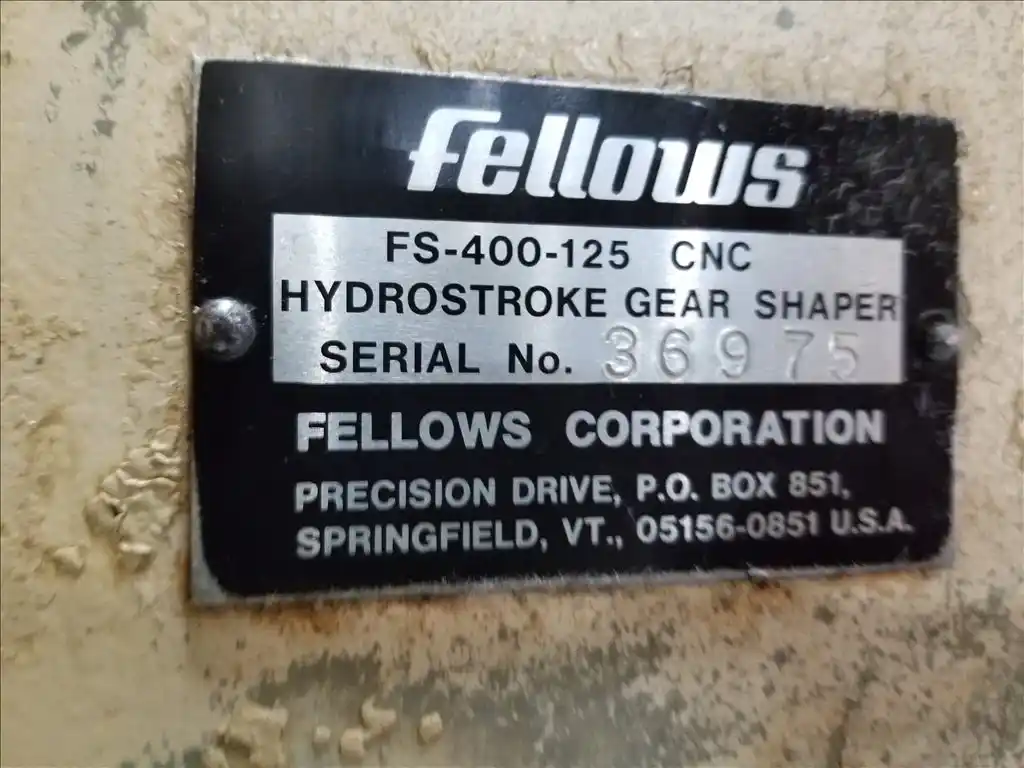 fellows
FS-400-125 CNC
HYDROSTROKE GEAR SHAPER
SERIAL No. 36975
FELLOWS CORPORATION
PRECISION DRIVE, P.O. BOX 851,
SPRINGFIELD, VT., 05156-0851 U.S.A.